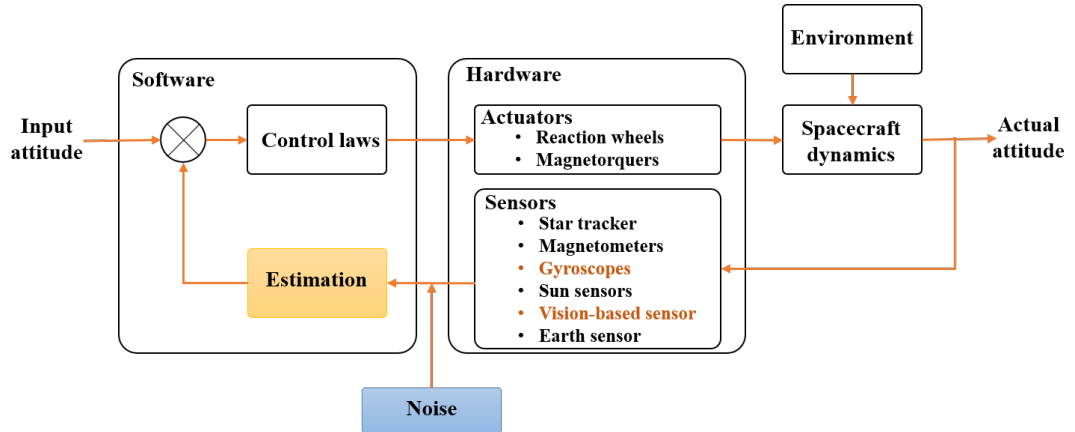 Environment
Software
Hardware
Input
attitude
Control laws
Actuators
• Reaction wheels
• Magnetorquers
Spacecraft
dynamics
Actual
attitude
Sensors
• Star tracker
• Magnetometers
• Gyroscopes
• Sun sensors
• Vision-based sensor
• Earth sensor
Estimation
Noise